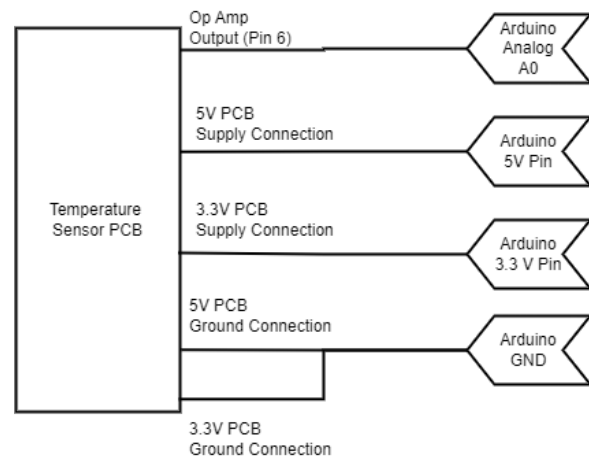 Op Amp
Output (Pin 6)
Arduino
Analog
A0
5V PCB
Supply Connection
Arduino
5V Pin
Temperature
Sensor PCB
3.3V PCB
Supply Connection
Arduino
3.3 V Pin
5V PCB
Ground Connection
Arduino
GND
3.3V PCB
Ground Connection